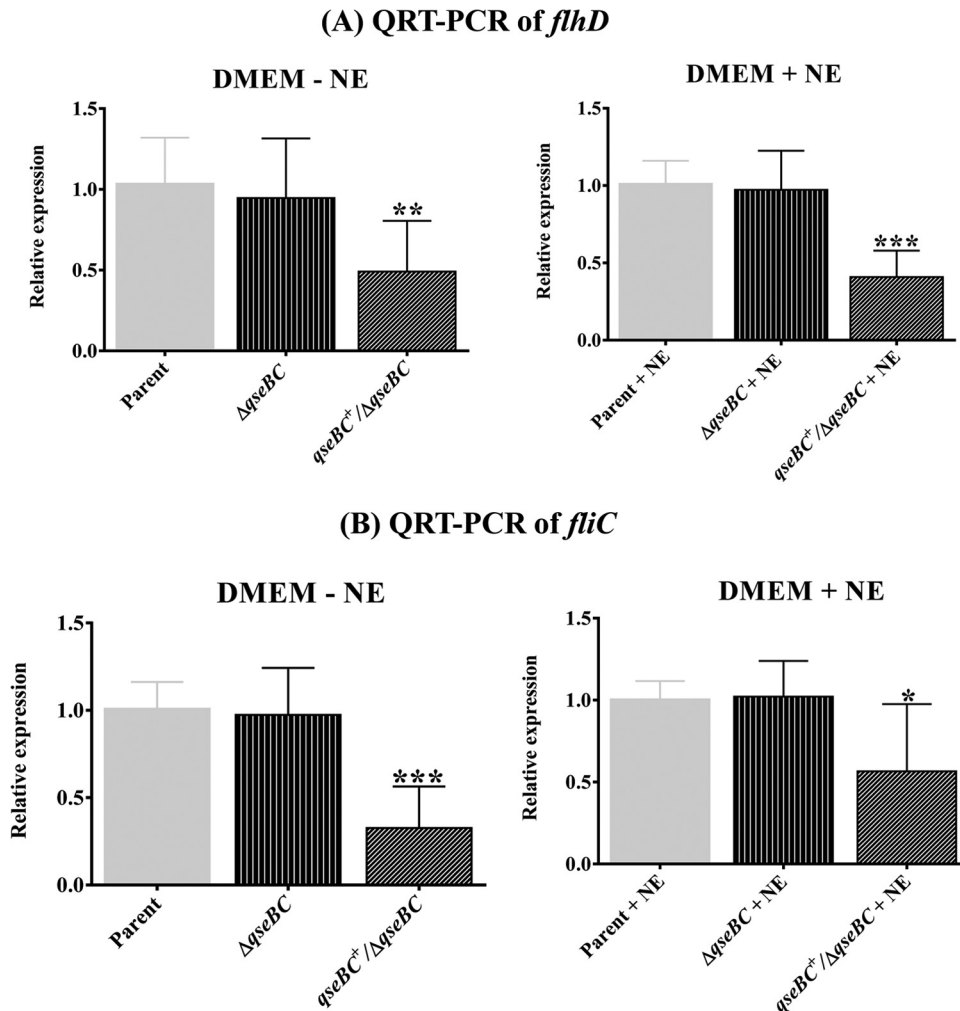 (A) QRT-PCR of flhD
DMEM - NE
DMEM + NE
Relative expression
1.5
1.0
0.5
0.0
**
Parent
ΔqseBC
qseBC⁺/ΔqseBC
Relative expression
1.5
1.0
0.5
0.0
***
Parent + NE
ΔqseBC + NE
qseBC⁺/ΔqseBC + NE
(B) QRT-PCR of fliC
DMEM - NE
DMEM + NE
Relative expression
1.5
1.0
0.5
0.0
***
Parent
ΔqseBC
qseBC⁺/ΔqseBC
Relative expression
1.5
1.0
0.5
0.0
*
Parent + NE
ΔqseBC + NE
qseBC⁺/ΔqseBC + NE